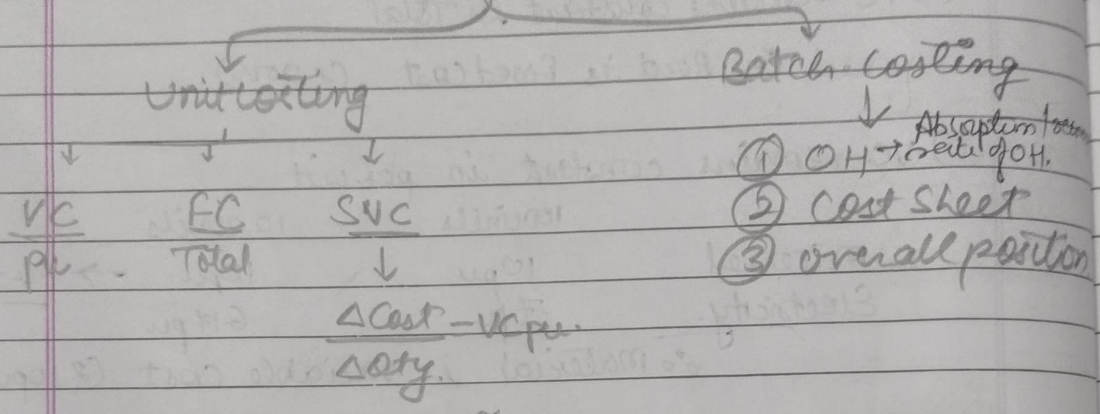 Unit costing
VC FC SVC
pu. Total
ΔCost - VCpu.
ΔQty.
Batch Costing
① OH → Absorption rate of OH.
② Cost Sheet
③ overall position